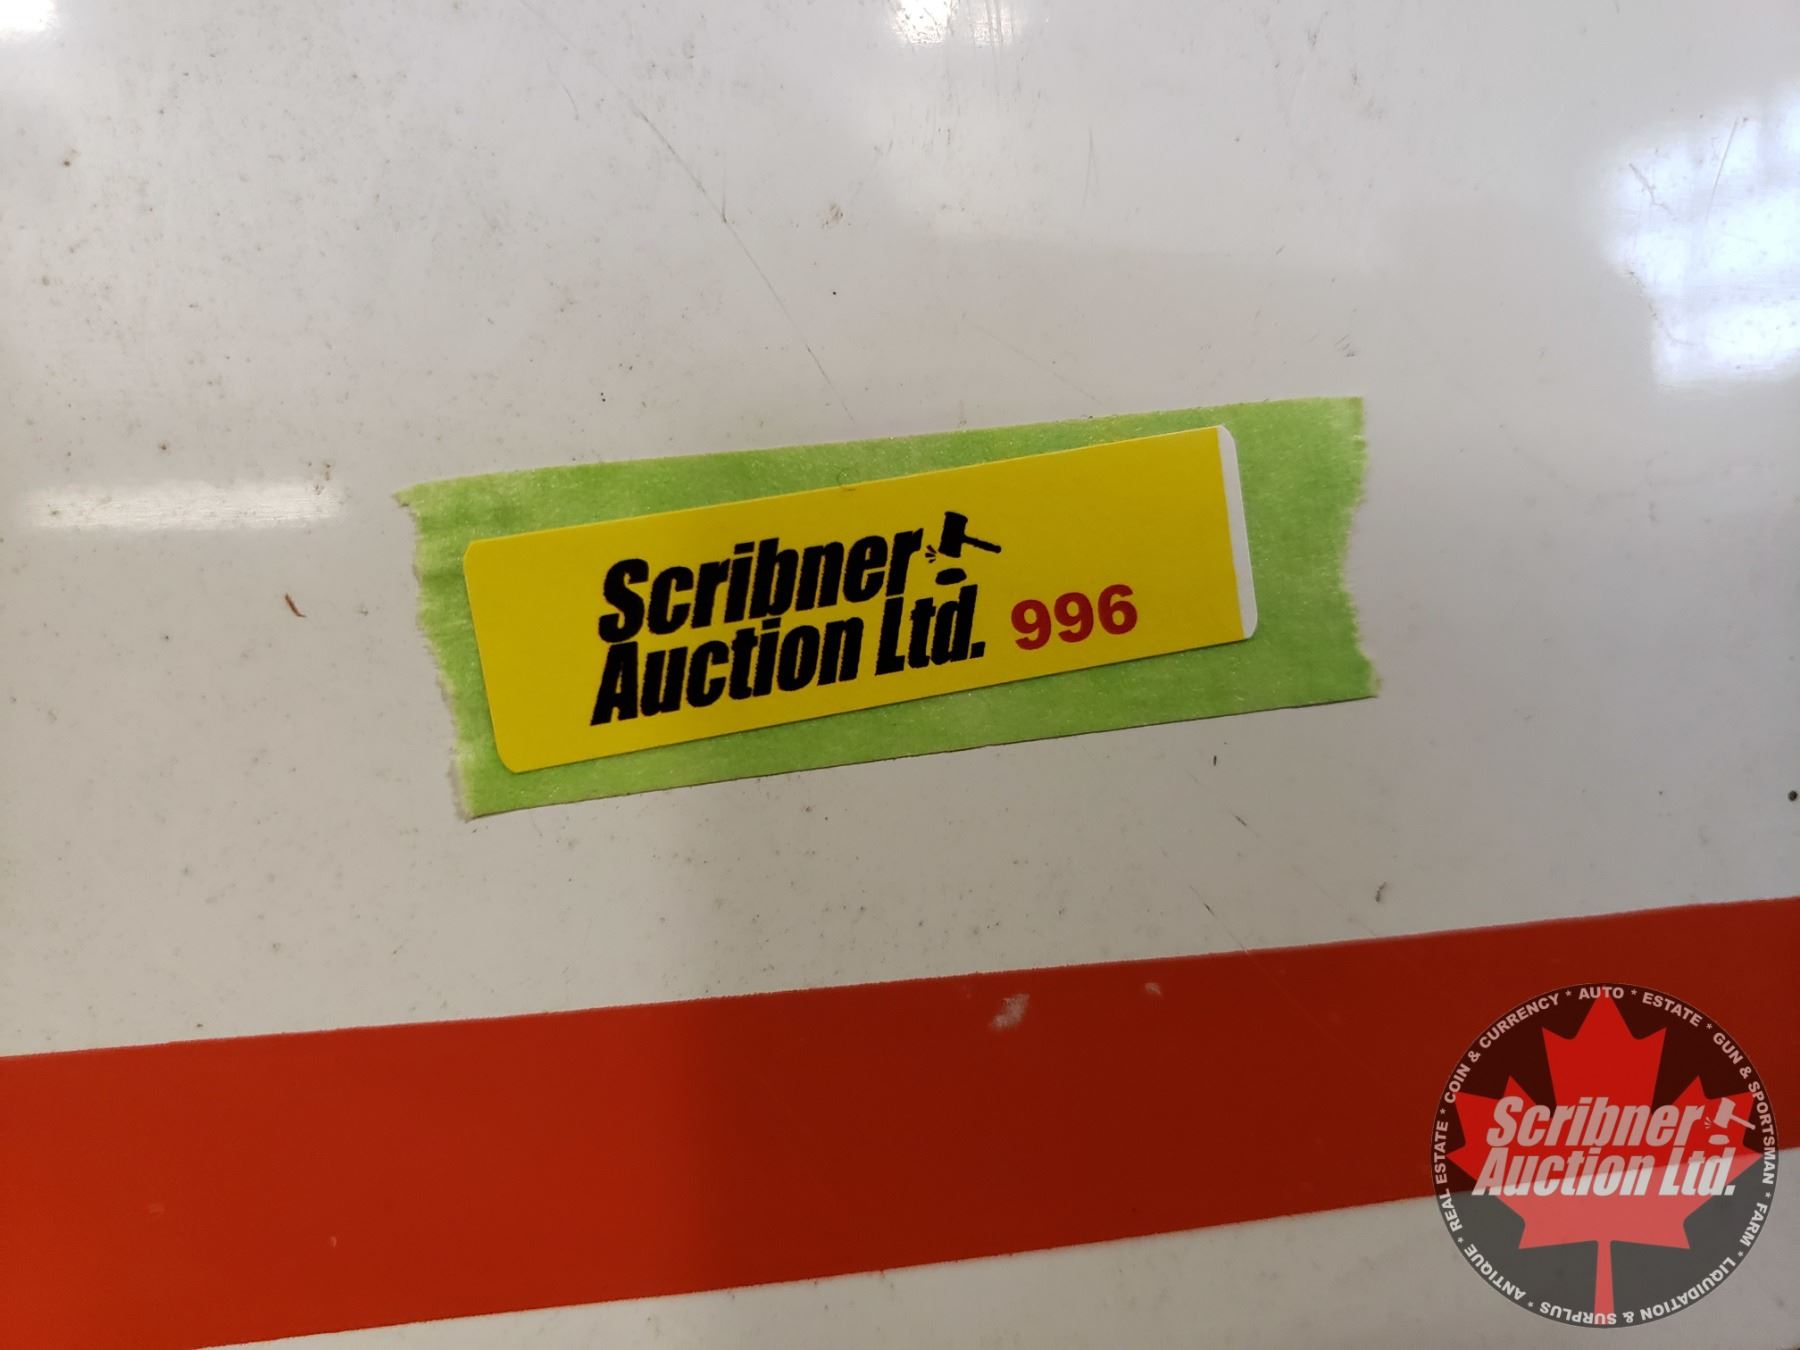 Scribner
Auction Ltd. 996
COIN & CURRENCY * AUTO * ESTATE * GUN & SPORTSMAN * FARM * LIQUIDATION & SURPLUS * ANTIQUE * REAL ESTATE *
Scribner
Auction Ltd.